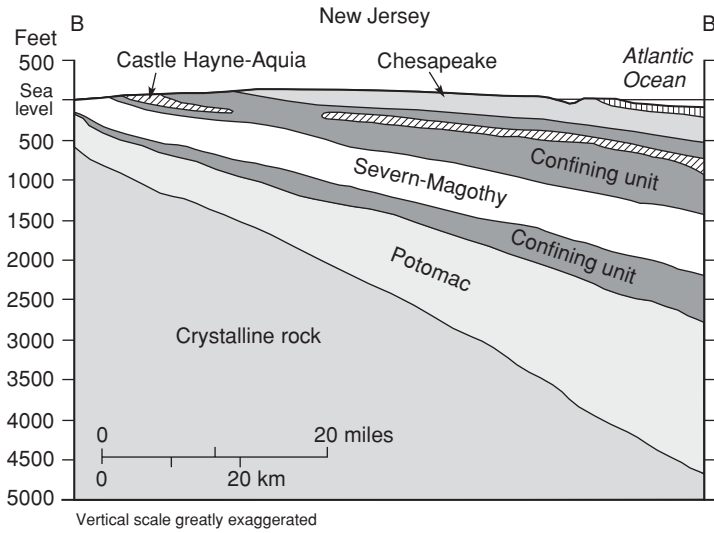 New Jersey
B
B
Feet
500
Sea
level
500
1000
1500
2000
2500
3000
3500
4000
4500
5000
Castle Hayne-Aquia
Chesapeake
Atlantic
Ocean
Confining unit
Severn-Magothy
Confining unit
Potomac
Crystalline rock
0
20 miles
0
20 km
Vertical scale greatly exaggerated